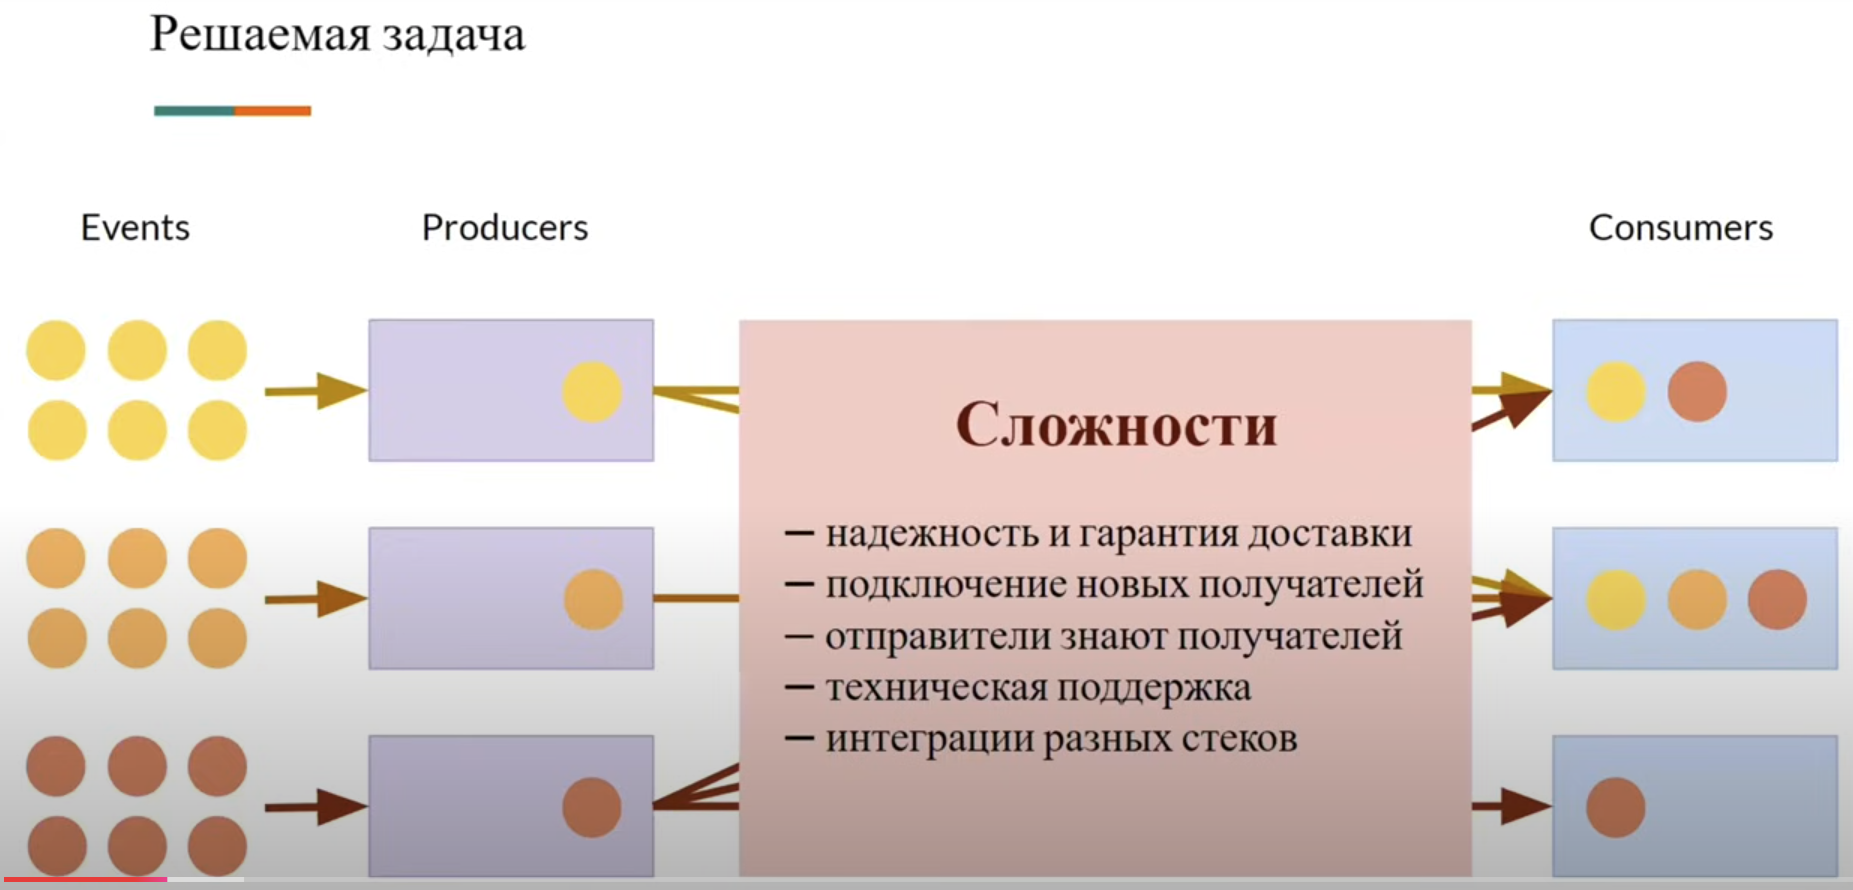 Решаемая задача
Events
Producers
Consumers
Сложности
— надежность и гарантия доставки
— подключение новых получателей
— отправители знают получателей
— техническая поддержка
— интеграции разных стеков